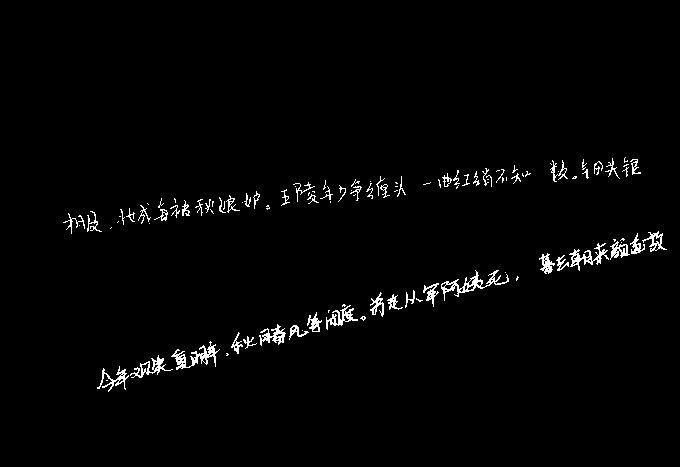 才服,妆成每被秋娘妒。五陵年少争缠头 一曲红绡不知 数。钿头银
今年欢笑复明年,秋月春风等闲度。弟走从军阿姨死, 暮去朝来颜色故